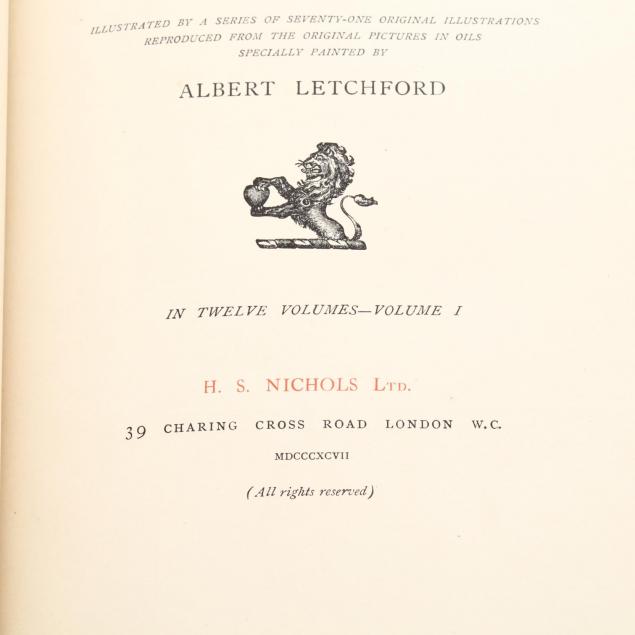 ILLUSTRATED BY A SERIES OF SEVENTY-ONE ORIGINAL ILLUSTRATIONS
REPRODUCED FROM THE ORIGINAL PICTURES IN OILS
SPECIALLY PAINTED BY
ALBERT LETCHFORD
IN TWELVE VOLUMES—VOLUME I
H. S. NICHOLS LTD.
39 CHARING CROSS ROAD LONDON W.C.
MDCCCXCVII
(All rights reserved)